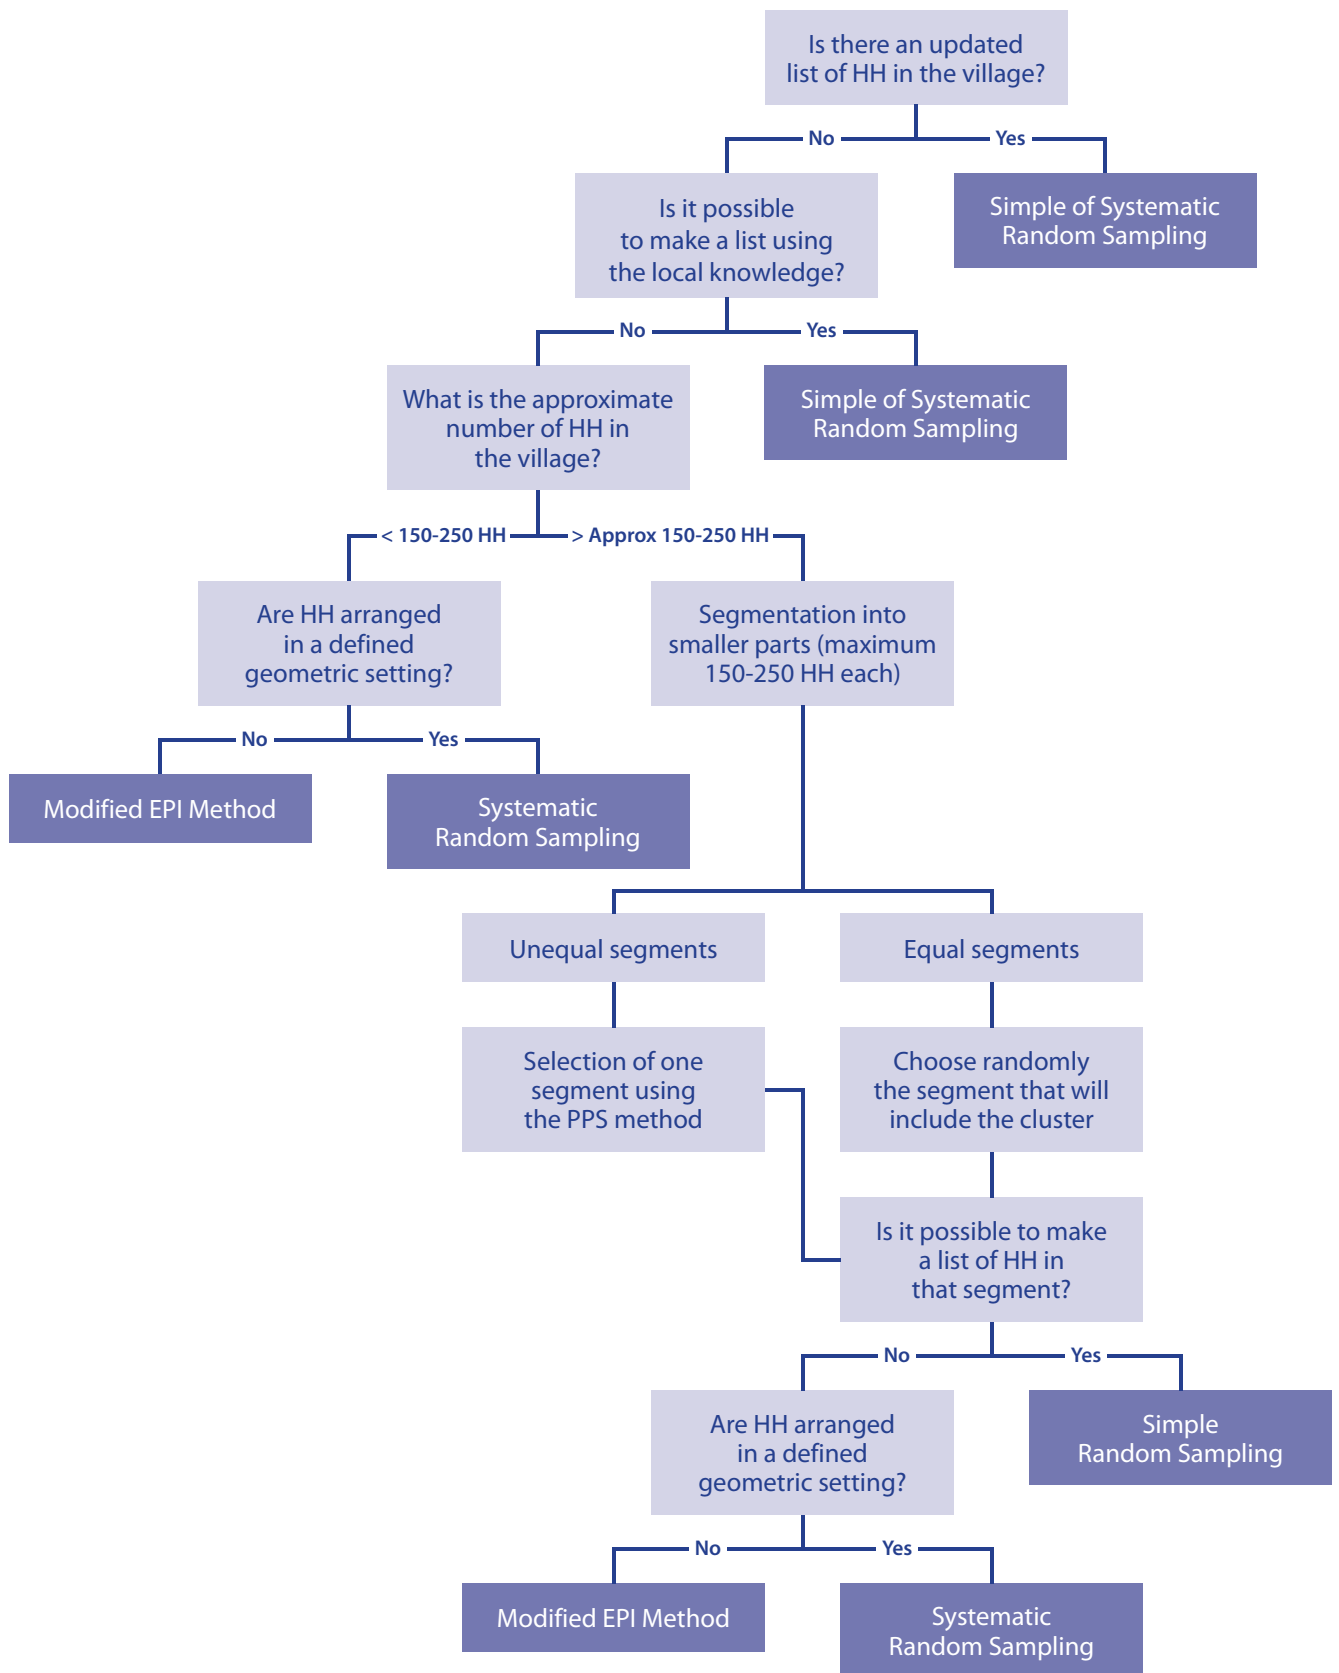 Is there an updated
list of HH in the village?
No
Yes
Is it possible
to make a list using
the local knowledge?
Simple of Systematic
Random Sampling
No
Yes
What is the approximate
number of HH in
the village?
Simple of Systematic
Random Sampling
< 150-250 HH
> Approx 150-250 HH
Are HH arranged
in a defined
geometric setting?
Segmentation into
smaller parts (maximum
150-250 HH each)
No
Yes
Modified EPI Method
Systematic
Random Sampling
Unequal segments
Equal segments
Selection of one
segment using
the PPS method
Choose randomly
the segment that will
include the cluster
Is it possible to make
a list of HH in
that segment?
No
Yes
Are HH arranged
in a defined
geometric setting?
Simple
Random Sampling
No
Yes
Modified EPI Method
Systematic
Random Sampling